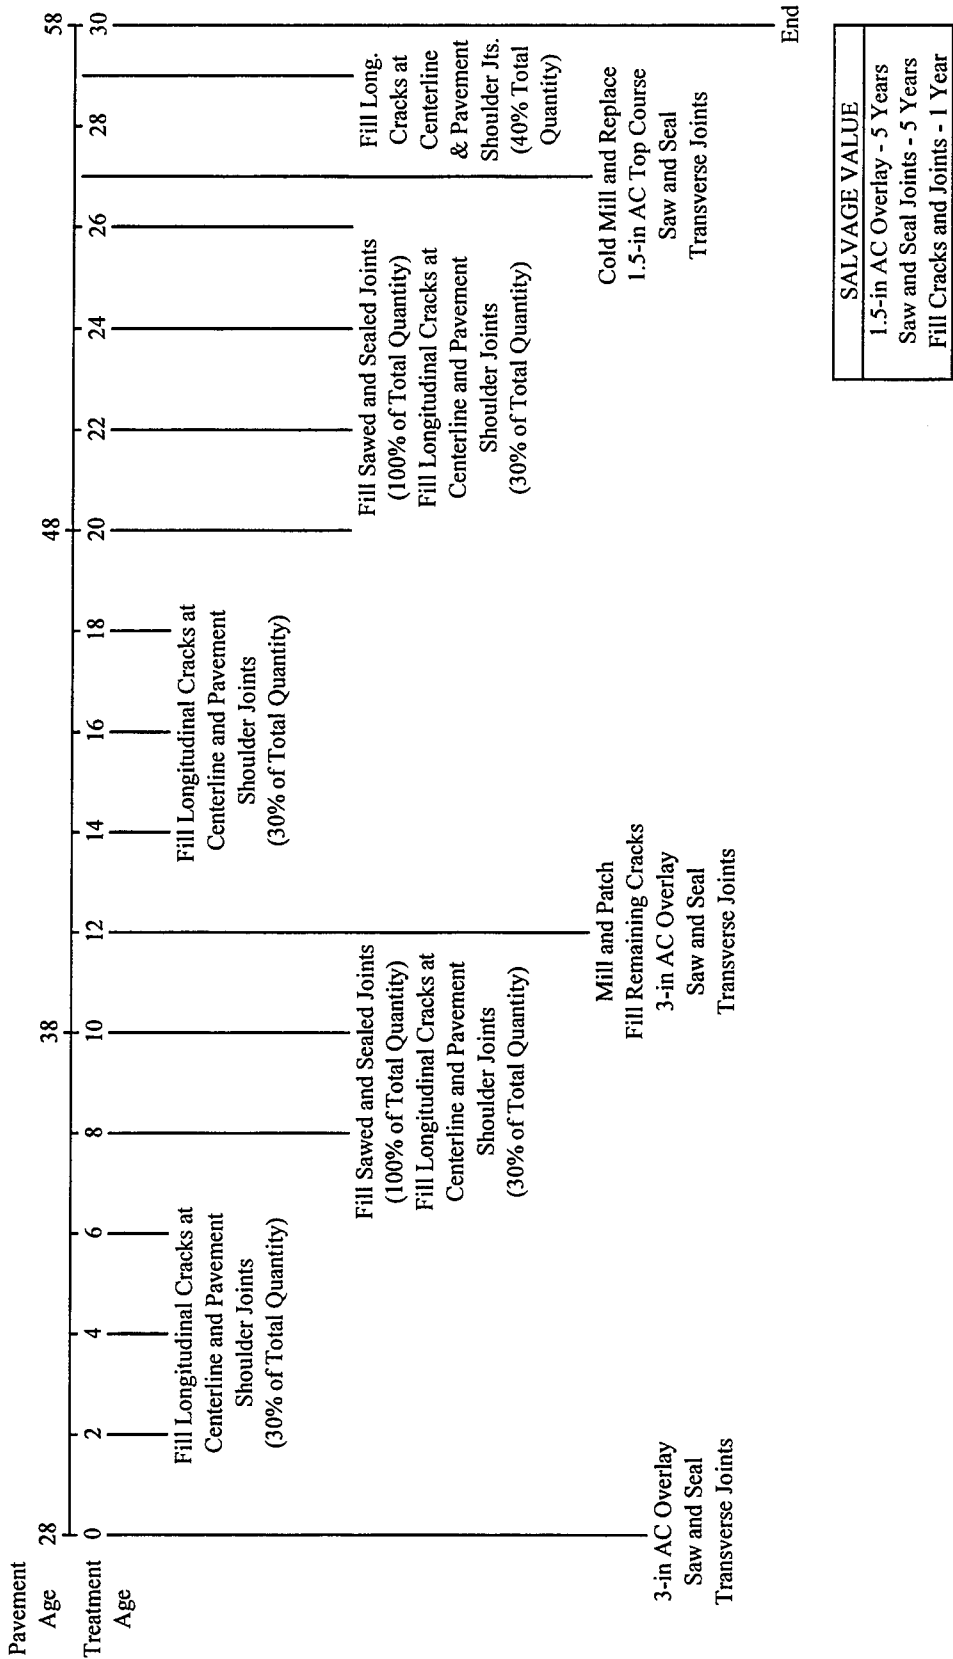 Pavement
Age
28
38
48
58
Treatment
Age
0
2
4
6
8
10
12
14
16
18
20
22
24
26
28
30
Fill Longitudinal Cracks at
Centerline and Pavement
Shoulder Joints
(30% of Total Quantity)
Fill Longitudinal Cracks at
Centerline and Pavement
Shoulder Joints
(30% of Total Quantity)
Fill Sawed and Sealed Joints
(100% of Total Quantity)
Fill Longitudinal Cracks at
Centerline and Pavement
Shoulder Joints
(30% of Total Quantity)
Fill Sawed and Sealed Joints
(100% of Total Quantity)
Fill Longitudinal Cracks at
Centerline and Pavement
Shoulder Joints
(30% of Total Quantity)
Fill Long.
Cracks at
Centerline
& Pavement
Shoulder Jts.
(40% Total
Quantity)
3-in AC Overlay
Saw and Seal
Transverse Joints
Mill and Patch
Fill Remaining Cracks
3-in AC Overlay
Saw and Seal
Transverse Joints
Cold Mill and Replace
1.5-in AC Top Course
Saw and Seal
Transverse Joints
End
SALVAGE VALUE
1.5-in AC Overlay - 5 Years
Saw and Seal Joints - 5 Years
Fill Cracks and Joints - 1 Year